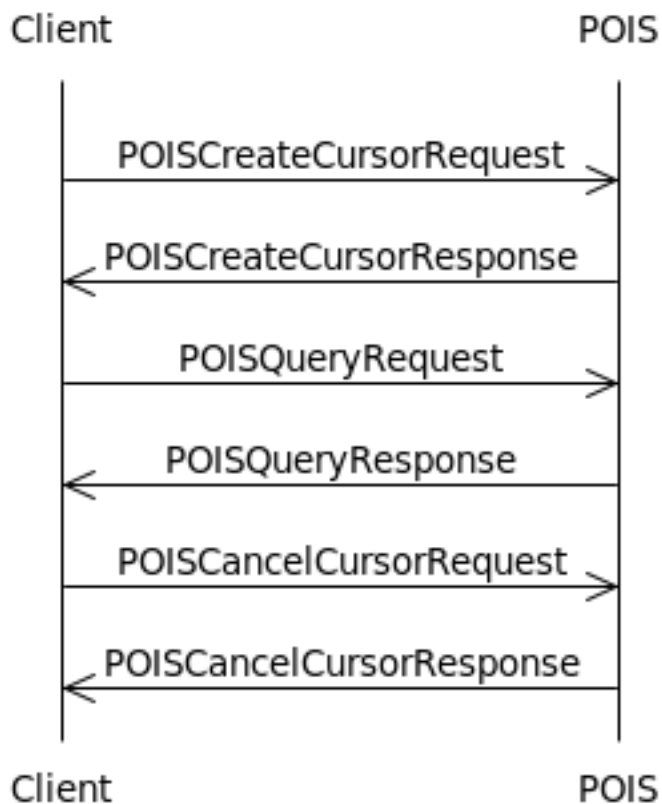 Client POIS
POISCreateCursorRequest
POISCreateCursorResponse
POISQueryRequest
POISQueryResponse
POISCancelCursorRequest
POISCancelCursorResponse
Client POIS